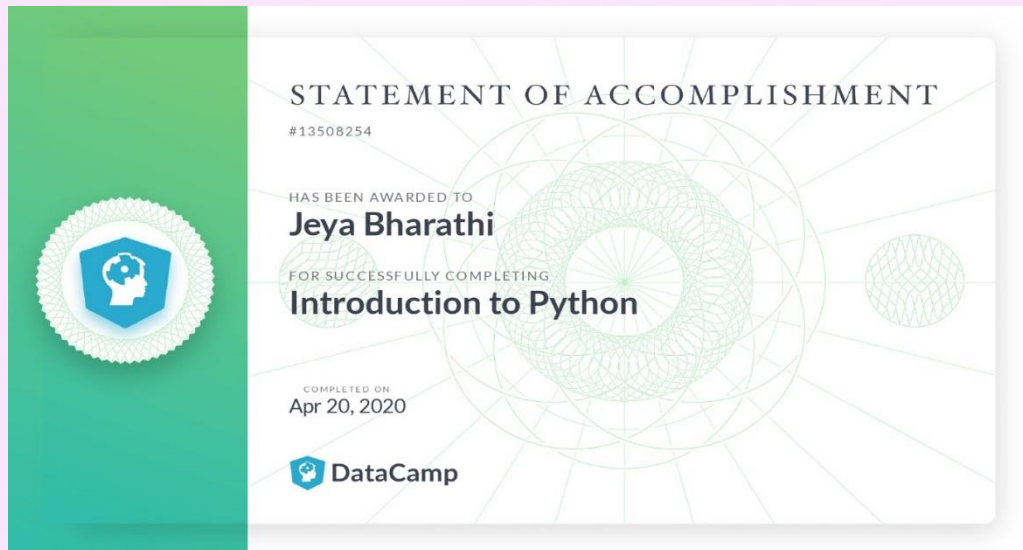 STATEMENT OF ACCOMPLISHMENT
#13508254
HAS BEEN AWARDED TO
Jeya Bharathi
FOR SUCCESSFULLY COMPLETING
Introduction to Python
COMPLETED ON
Apr 20, 2020
DataCamp